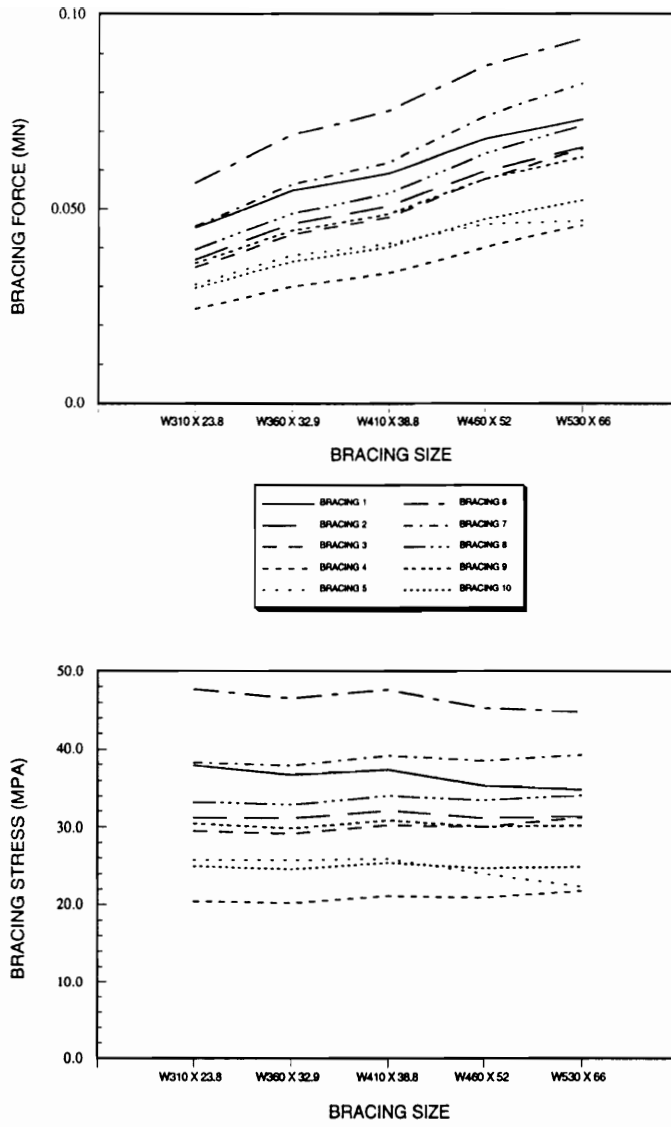 0.10
0.050
0.0
BRACING FORCE (MN)
W310 X 23.8 W360 X 32.9 W410 X 38.8 W460 X 52 W530 X 66
BRACING SIZE
BRACING 1 BRACING 6
BRACING 2 BRACING 7
BRACING 3 BRACING 8
BRACING 4 BRACING 9
BRACING 5 BRACING 10
50.0
40.0
30.0
20.0
10.0
0.0
BRACING STRESS (MPA)
W310 X 23.8 W360 X 32.9 W410 X 38.8 W460 X 52 W530 X 66
BRACING SIZE